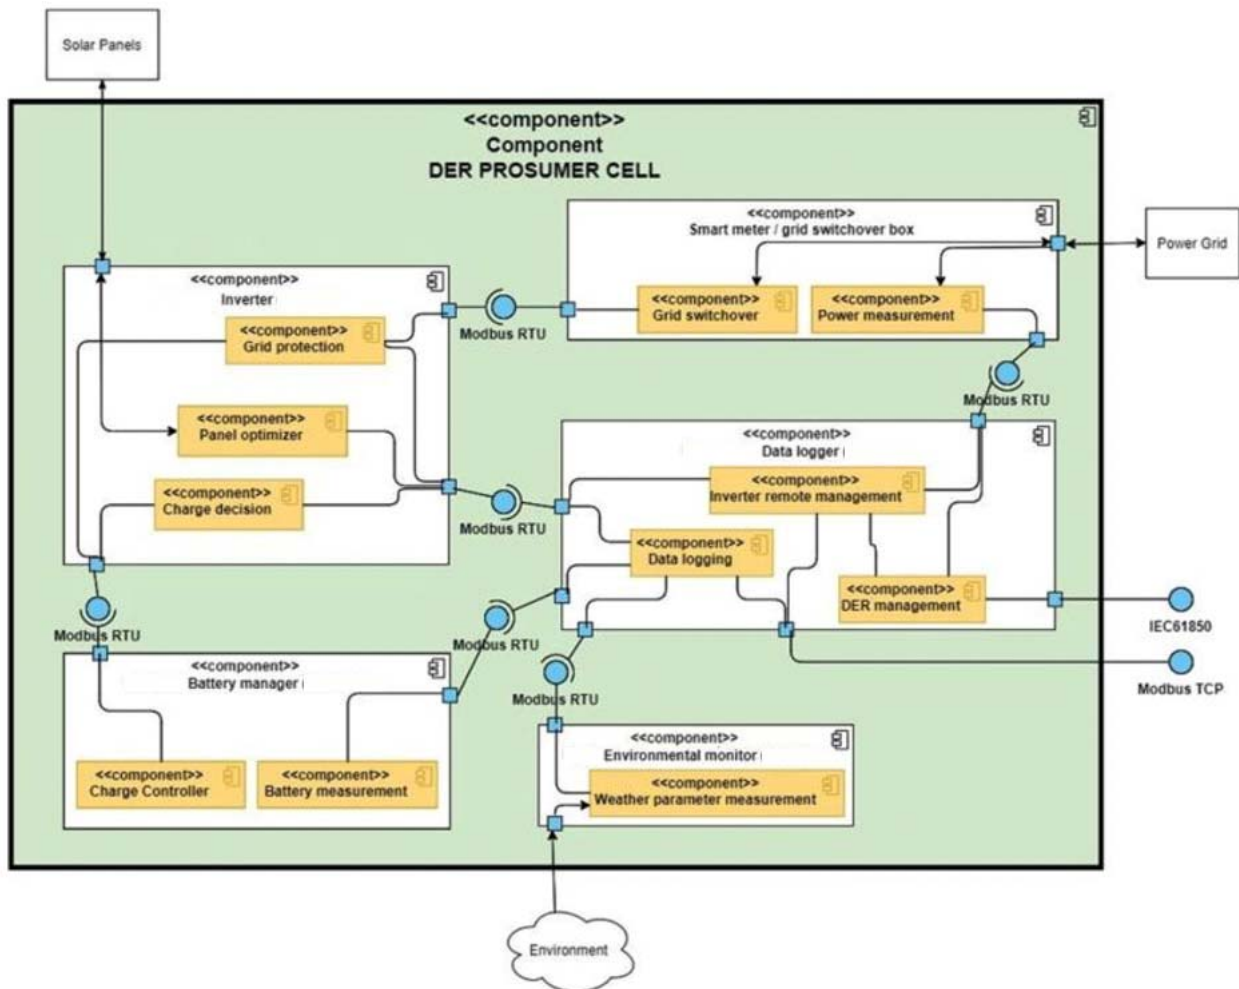 Solar Panels
<<component>>
Component
DER PROSUMER CELL
<<component>>
Smart meter / grid switchover box
Power Grid
<<component>>
Inverter
<<component>>
Grid switchover
<<component>>
Power measurement
Modbus RTU
<<component>>
Grid protection
Modbus RTU
<<component>>
Panel optimizer
<<component>>
Data logger
<<component>>
Inverter remote management
<<component>>
Charge decision
Modbus RTU
<<component>>
Data logging
<<component>>
DER management
IEC61850
Modbus RTU
Modbus RTU
<<component>>
Battery manager
Modbus RTU
Modbus TCP
<<component>>
Environmental monitor
<<component>>
Charge Controller
<<component>>
Battery measurement
<<component>>
Weather parameter measurement
Environment